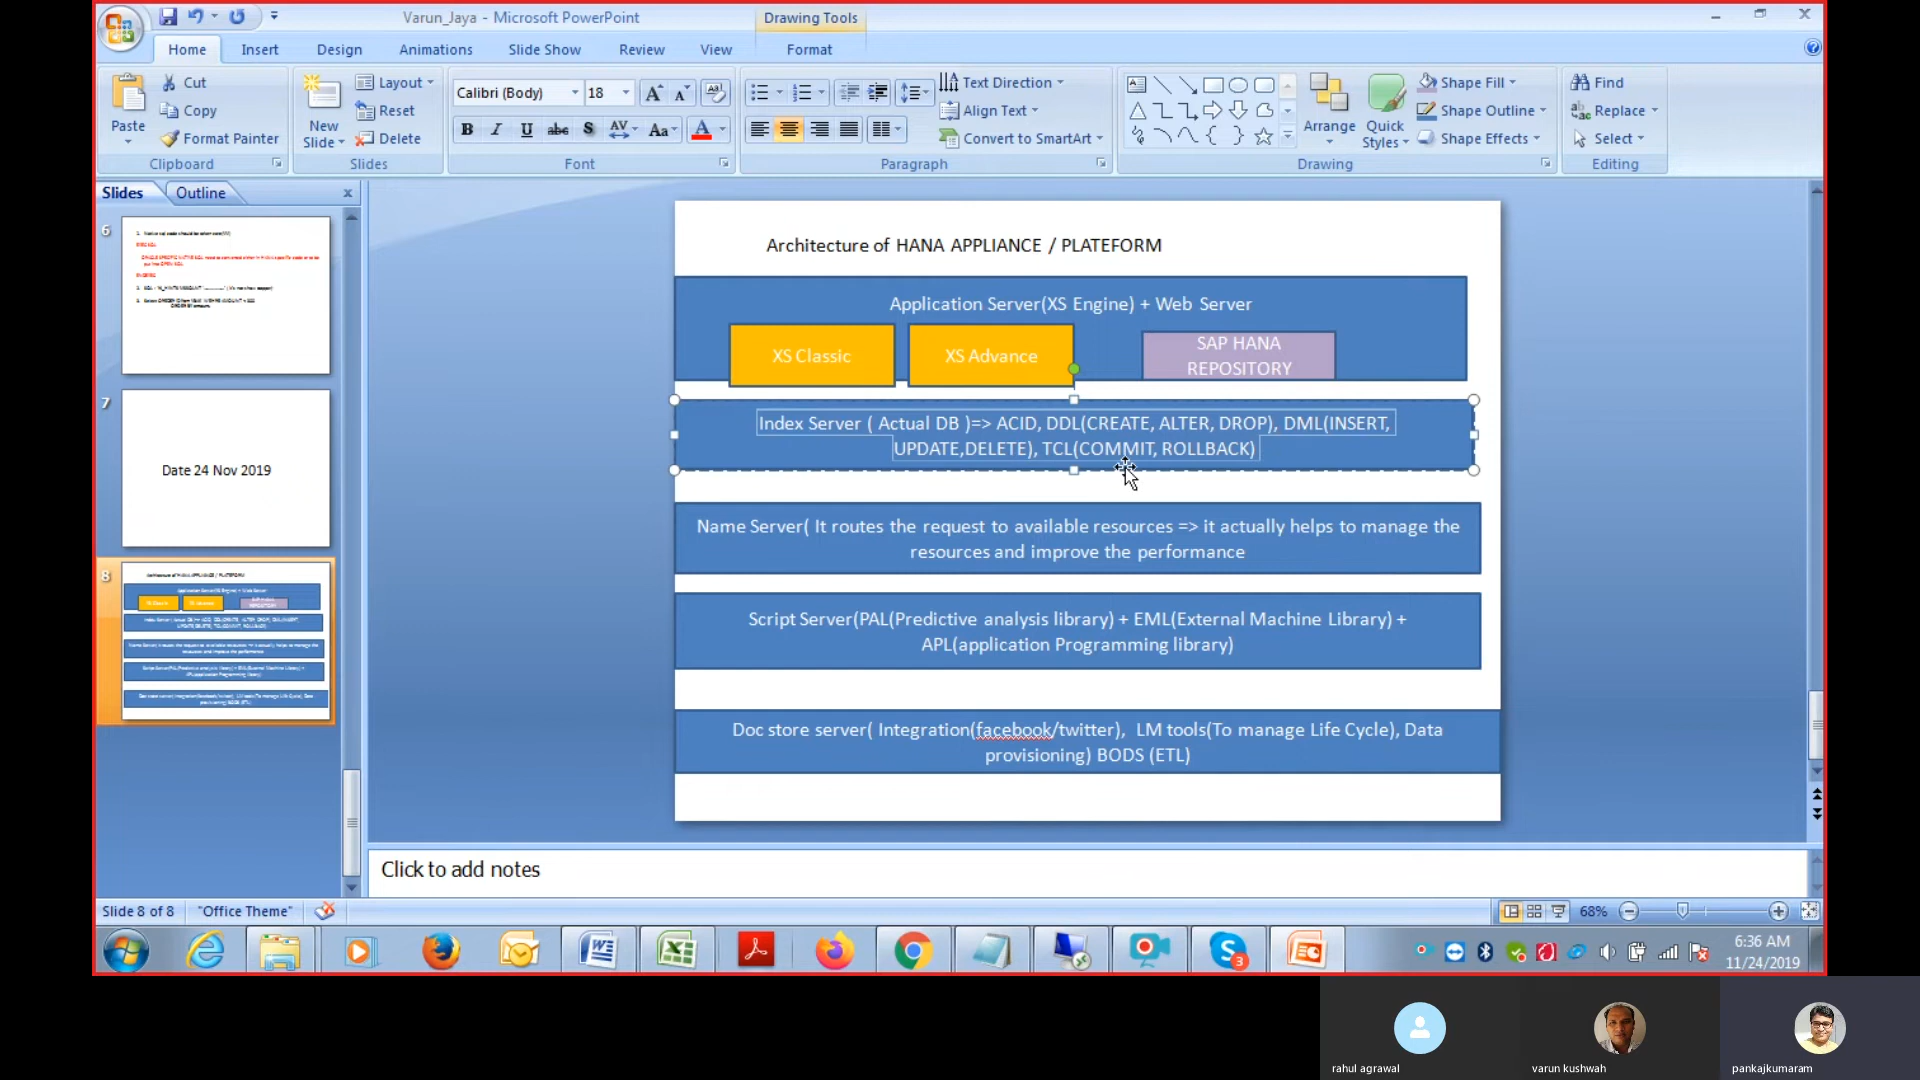 Varun_Jaya - Microsoft PowerPoint
Drawing Tools
Home
Insert
Design
Animations
Slide Show
Review
View
Format
Paste
Cut
Copy
Format Painter
Clipboard
New
Slide
Layout
Reset
Delete
Slides
Calibri (Body)
18
Font
Text Direction
Align Text
Convert to SmartArt
Paragraph
Arrange
Quick
Styles
Shape Fill
Shape Outline
Shape Effects
Drawing
Find
Replace
Select
Editing
Slides
Outline
6
7
Date 24 Nov 2019
8
Architecture of HANA APPLIANCE / PLATEFORM
Application Server(XS Engine) + Web Server
XS Classic
XS Advance
SAP HANA
REPOSITORY
Index Server ( Actual DB )=> ACID, DDL(CREATE, ALTER, DROP), DML(INSERT,
UPDATE,DELETE), TCL(COMMIT, ROLLBACK)
Name Server( It routes the request to available resources => it actually helps to manage the
resources and improve the performance
Script Server(PAL(Predictive analysis library) + EML(External Machine Library) +
APL(application Programming library)
Doc store server( Integration(facebook/twitter),  LM tools(To manage Life Cycle), Data
provisioning) BODS (ETL)
Click to add notes
Slide 8 of 8
"Office Theme"
68%
3
6:36 AM
11/24/2019
rahul agrawal
varun kushwah
pankajkumaram